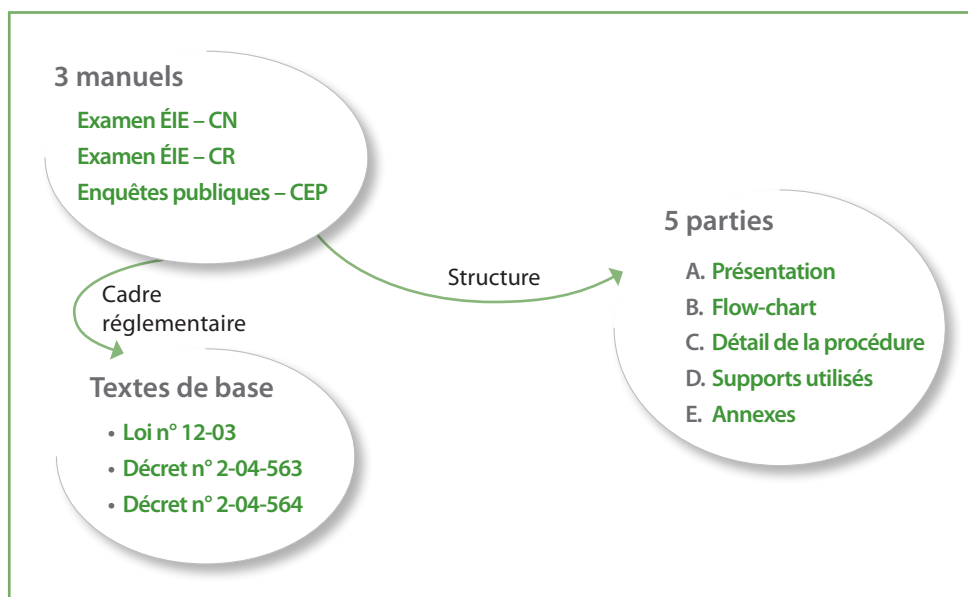 3 manuels
Examen ÉIE – CN
Examen ÉIE – CR
Enquêtes publiques – CEP
Cadre
réglementaire
Structure
Textes de base
• Loi n° 12-03
• Décret n° 2-04-563
• Décret n° 2-04-564
5 parties
A. Présentation
B. Flow-chart
C. Détail de la procédure
D. Supports utilisés
E. Annexes